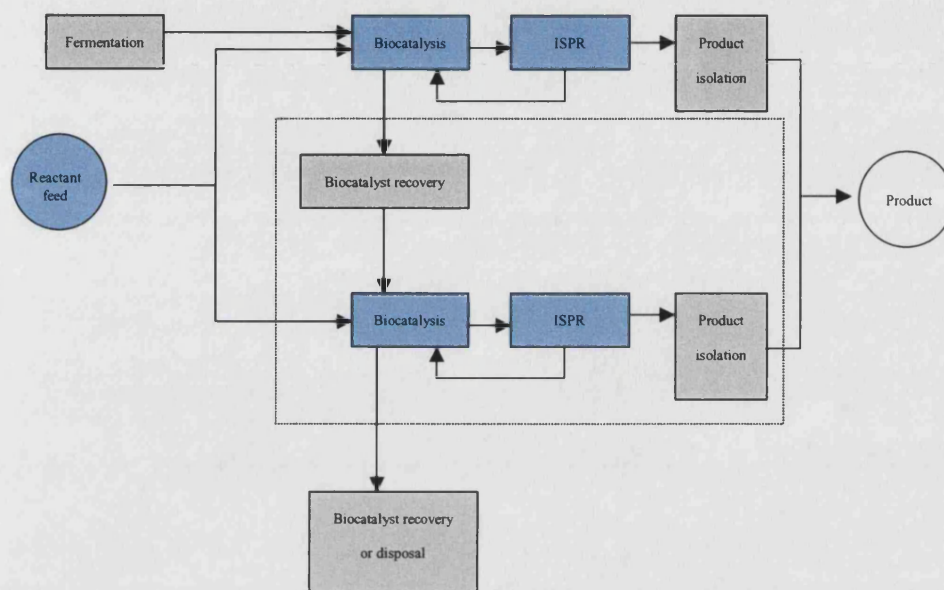 Fermentation
Biocatalysis
ISPR
Product
isolation
Reactant
feed
Biocatalyst recovery
Product
Biocatalysis
ISPR
Product
isolation
Biocatalyst recovery
or disposal